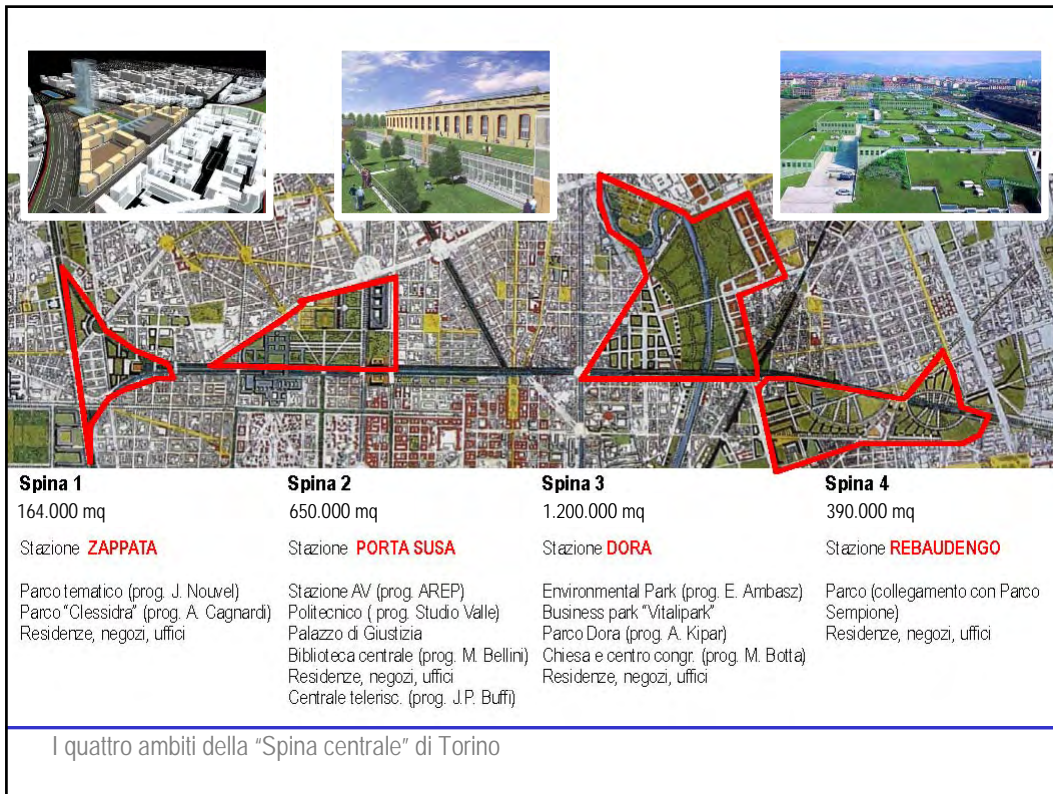 Spina 1
164.000 mq
Stazione ZAPPATA
Parco tematico (prog. J. Nouvel)
Parco "Clessidra" (prog. A. Cagnardi)
Residenze, negozi, uffici
Spina 2
650.000 mq
Stazione PORTA SUSA
Stazione AV (prog. AREP)
Politecnico ( prog. Studio Valle)
Palazzo di Giustizia
Biblioteca centrale (prog. M. Bellini)
Residenze, negozi, uffici
Centrale telerisc. (prog. J.P. Buffi)
Spina 3
1.200.000 mq
Stazione DORA
Environmental Park (prog. E. Ambasz)
Business park "Vitalipark"
Parco Dora (prog. A. Kipar)
Chiesa e centro congr. (prog. M. Botta)
Residenze, negozi, uffici
Spina 4
390.000 mq
Stazione REBAUDENGO
Parco (collegamento con Parco
Sempione)
Residenze, negozi, uffici
I quattro ambiti della "Spina centrale" di Torino